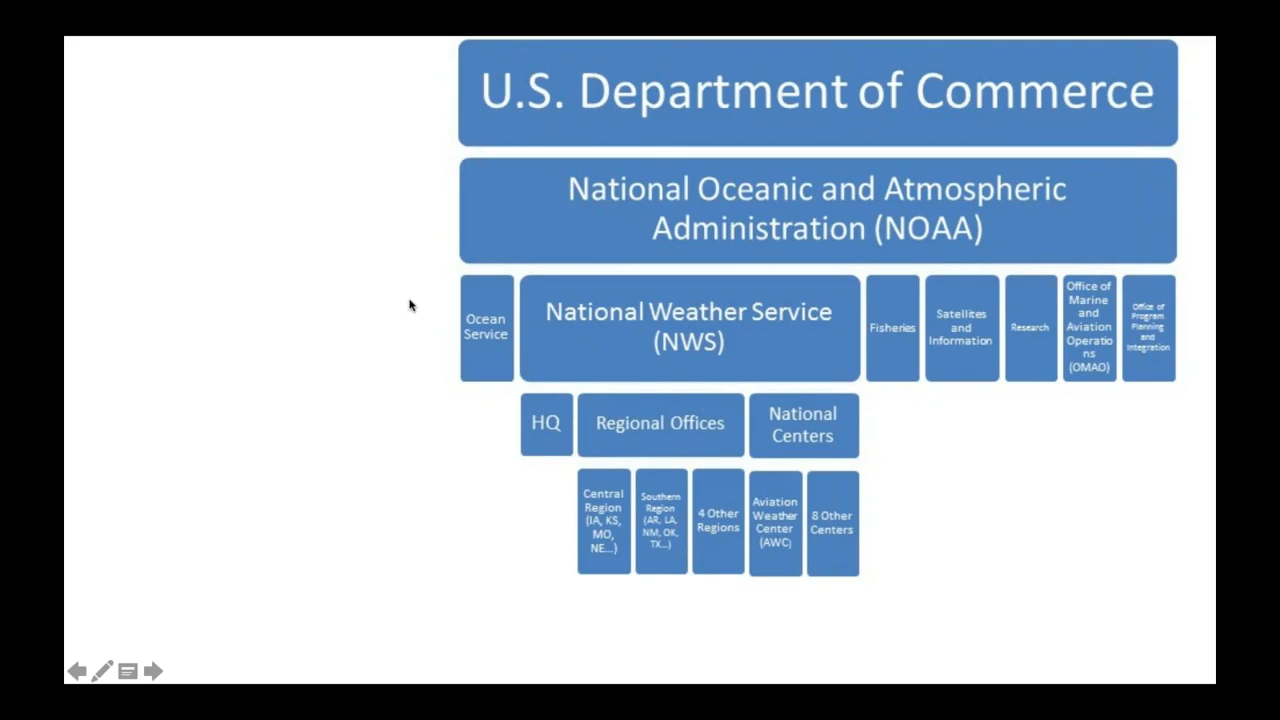 U.S. Department of Commerce
National Oceanic and Atmospheric
Administration (NOAA)
Ocean
Service
National Weather Service
(NWS)
Fisheries
Satellites
and
Information
Research
Office of
Marine
and
Aviation
Operatio
ns
(OMAO)
Office of
Program
Planning
and
Integration
HQ
Regional Offices
National
Centers
Central
Region
(IA, KS,
MO,
NE...)
Southern
Region
(AR, LA,
NM, OK,
TX...)
4 Other
Regions
Aviation
Weather
Center
(AWC)
8 Other
Centers